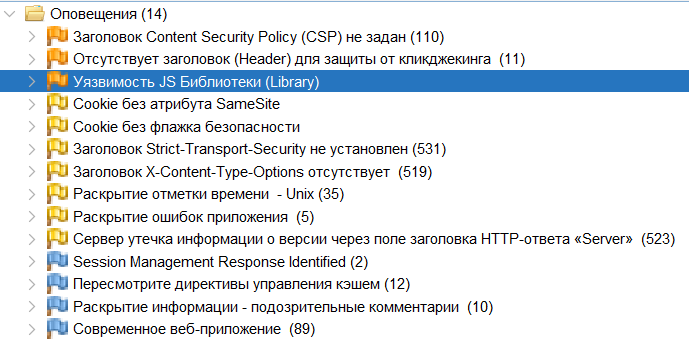 Оповещения (14)
Заголовок Content Security Policy (CSP) не задан (110)
Отсутствует заголовок (Header) для защиты от кликджекинга (11)
Уязвимость JS Библиотеки (Library)
Cookie без атрибута SameSite
Cookie без флажка безопасности
Заголовок Strict-Transport-Security не установлен (531)
Заголовок X-Content-Type-Options отсутствует (519)
Раскрытие отметки времени - Unix (35)
Раскрытие ошибок приложения (5)
Сервер утечка информации о версии через поле заголовка HTTP-ответа «Server» (523)
Session Management Response Identified (2)
Пересмотрите директивы управления кэшем (12)
Раскрытие информации - подозрительные комментарии (10)
Современное веб-приложение (89)